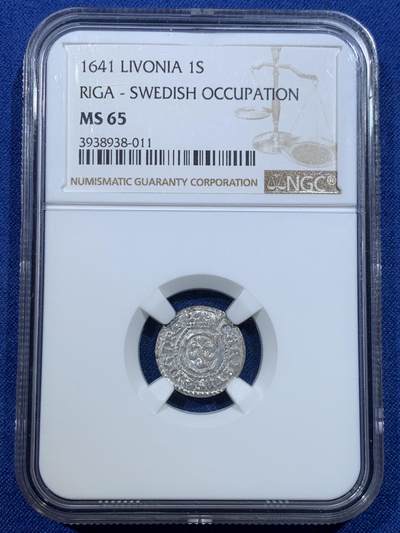 1641 LIVONIA 1S
RIGA - SWEDISH OCCUPATION
MS 65
3938938-011
NUMISMATIC GUARANTY CORPORATION NGC®